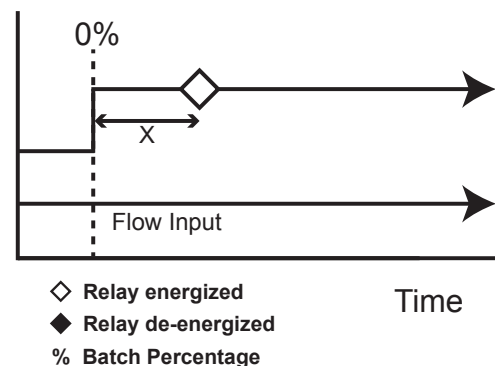 0%
X
Flow Input
Time
◇ Relay energized
◆ Relay de-energized
% Batch Percentage